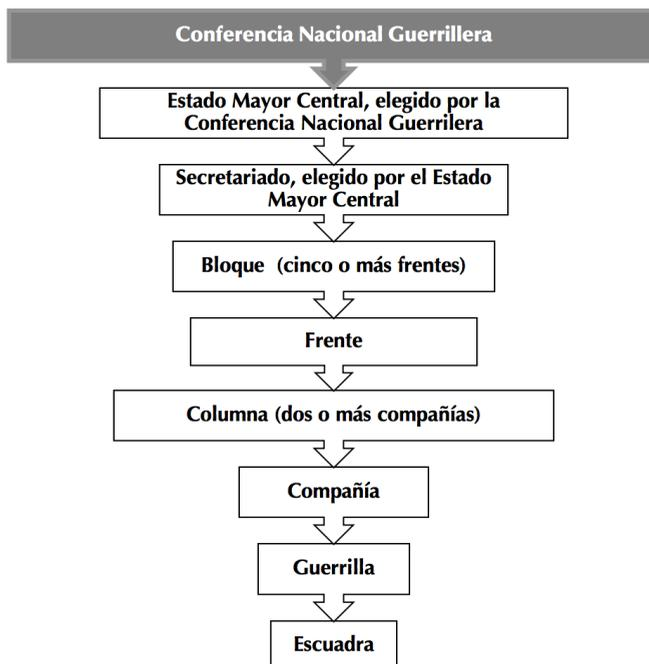 Conferencia Nacional Guerrillera
Estado Mayor Central, elegido por la
Conferencia Nacional Guerrilera
Secretariado, elegido por el Estado
Mayor Central
Bloque (cinco o más frentes)
Frente
Columna (dos o más compañías)
Compañía
Guerrilla
Escuadra